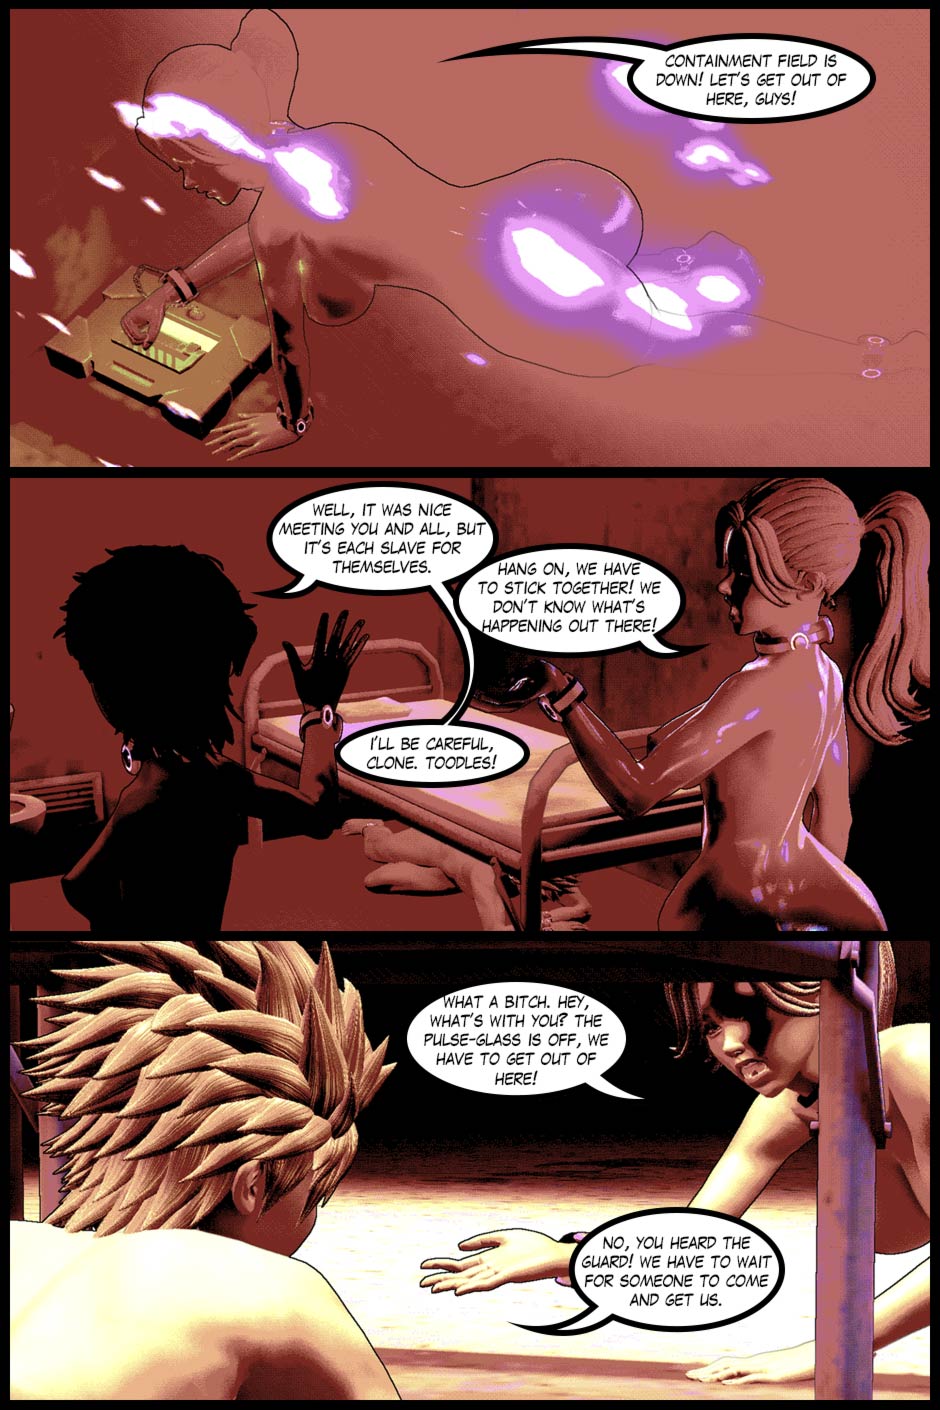 CONTAINMENT FIELD IS
DOWN! LET'S GET OUT OF
HERE, GUYS!
WELL, IT WAS NICE
MEETING YOU AND ALL, BUT
IT'S EACH SLAVE FOR
THEMSELVES.
HANG ON, WE HAVE
TO STICK TOGETHER! WE
DON'T KNOW WHAT'S
HAPPENING OUT THERE!
I'LL BE CAREFUL,
CLONE. TOODLES!
WHAT A BITCH. HEY,
WHAT'S WITH YOU? THE
PULSE-GLASS IS OFF, WE
HAVE TO GET OUT OF
HERE!
NO, YOU HEARD THE
GUARD! WE HAVE TO WAIT
FOR SOMEONE TO COME
AND GET US.